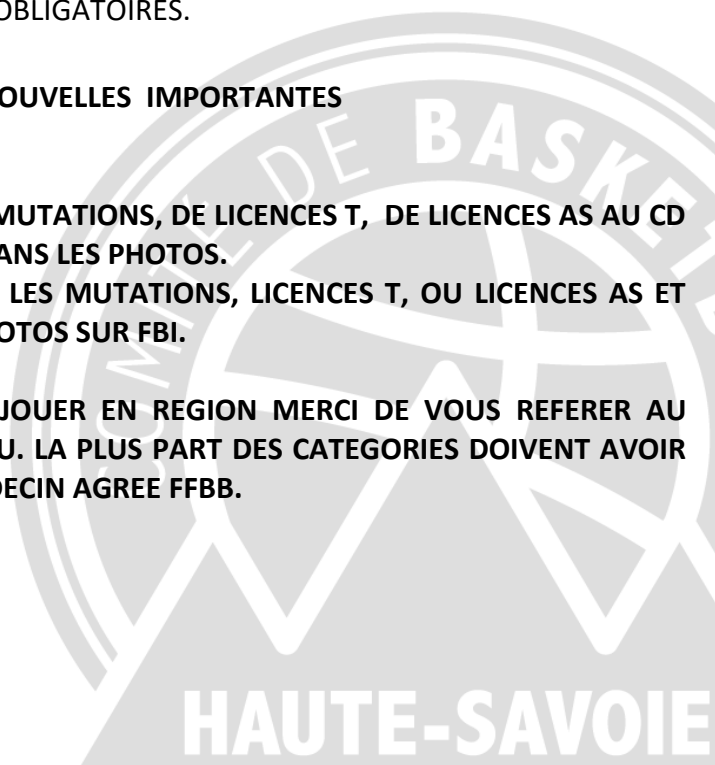 OBLIGATOIRES.
OUVELLES IMPORTANTES
MUTATIONS, DE LICENCES T, DE LICENCES AS AU CD
ANS LES PHOTOS.
LES MUTATIONS, LICENCES T, OU LICENCES AS ET
OTOS SUR FBI.
JOUER EN REGION MERCI DE VOUS REFERER AU
U. LA PLUS PART DES CATEGORIES DOIVENT AVOIR
DECIN AGREE FFBB.
COMITE DE BASKETB
HAUTE-SAVOIE